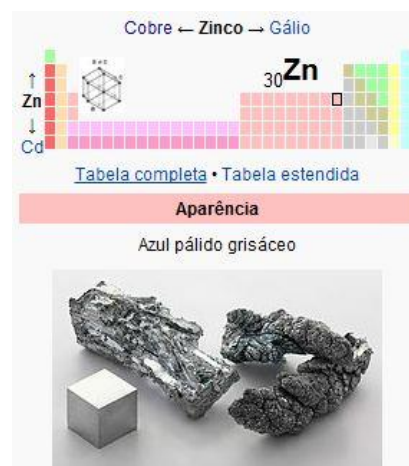 Cobre ← Zinco → Gálio
30Zn
↑
Zn
↓
Cd
Tabela completa • Tabela estendida
Aparência
Azul pálido grisáceo